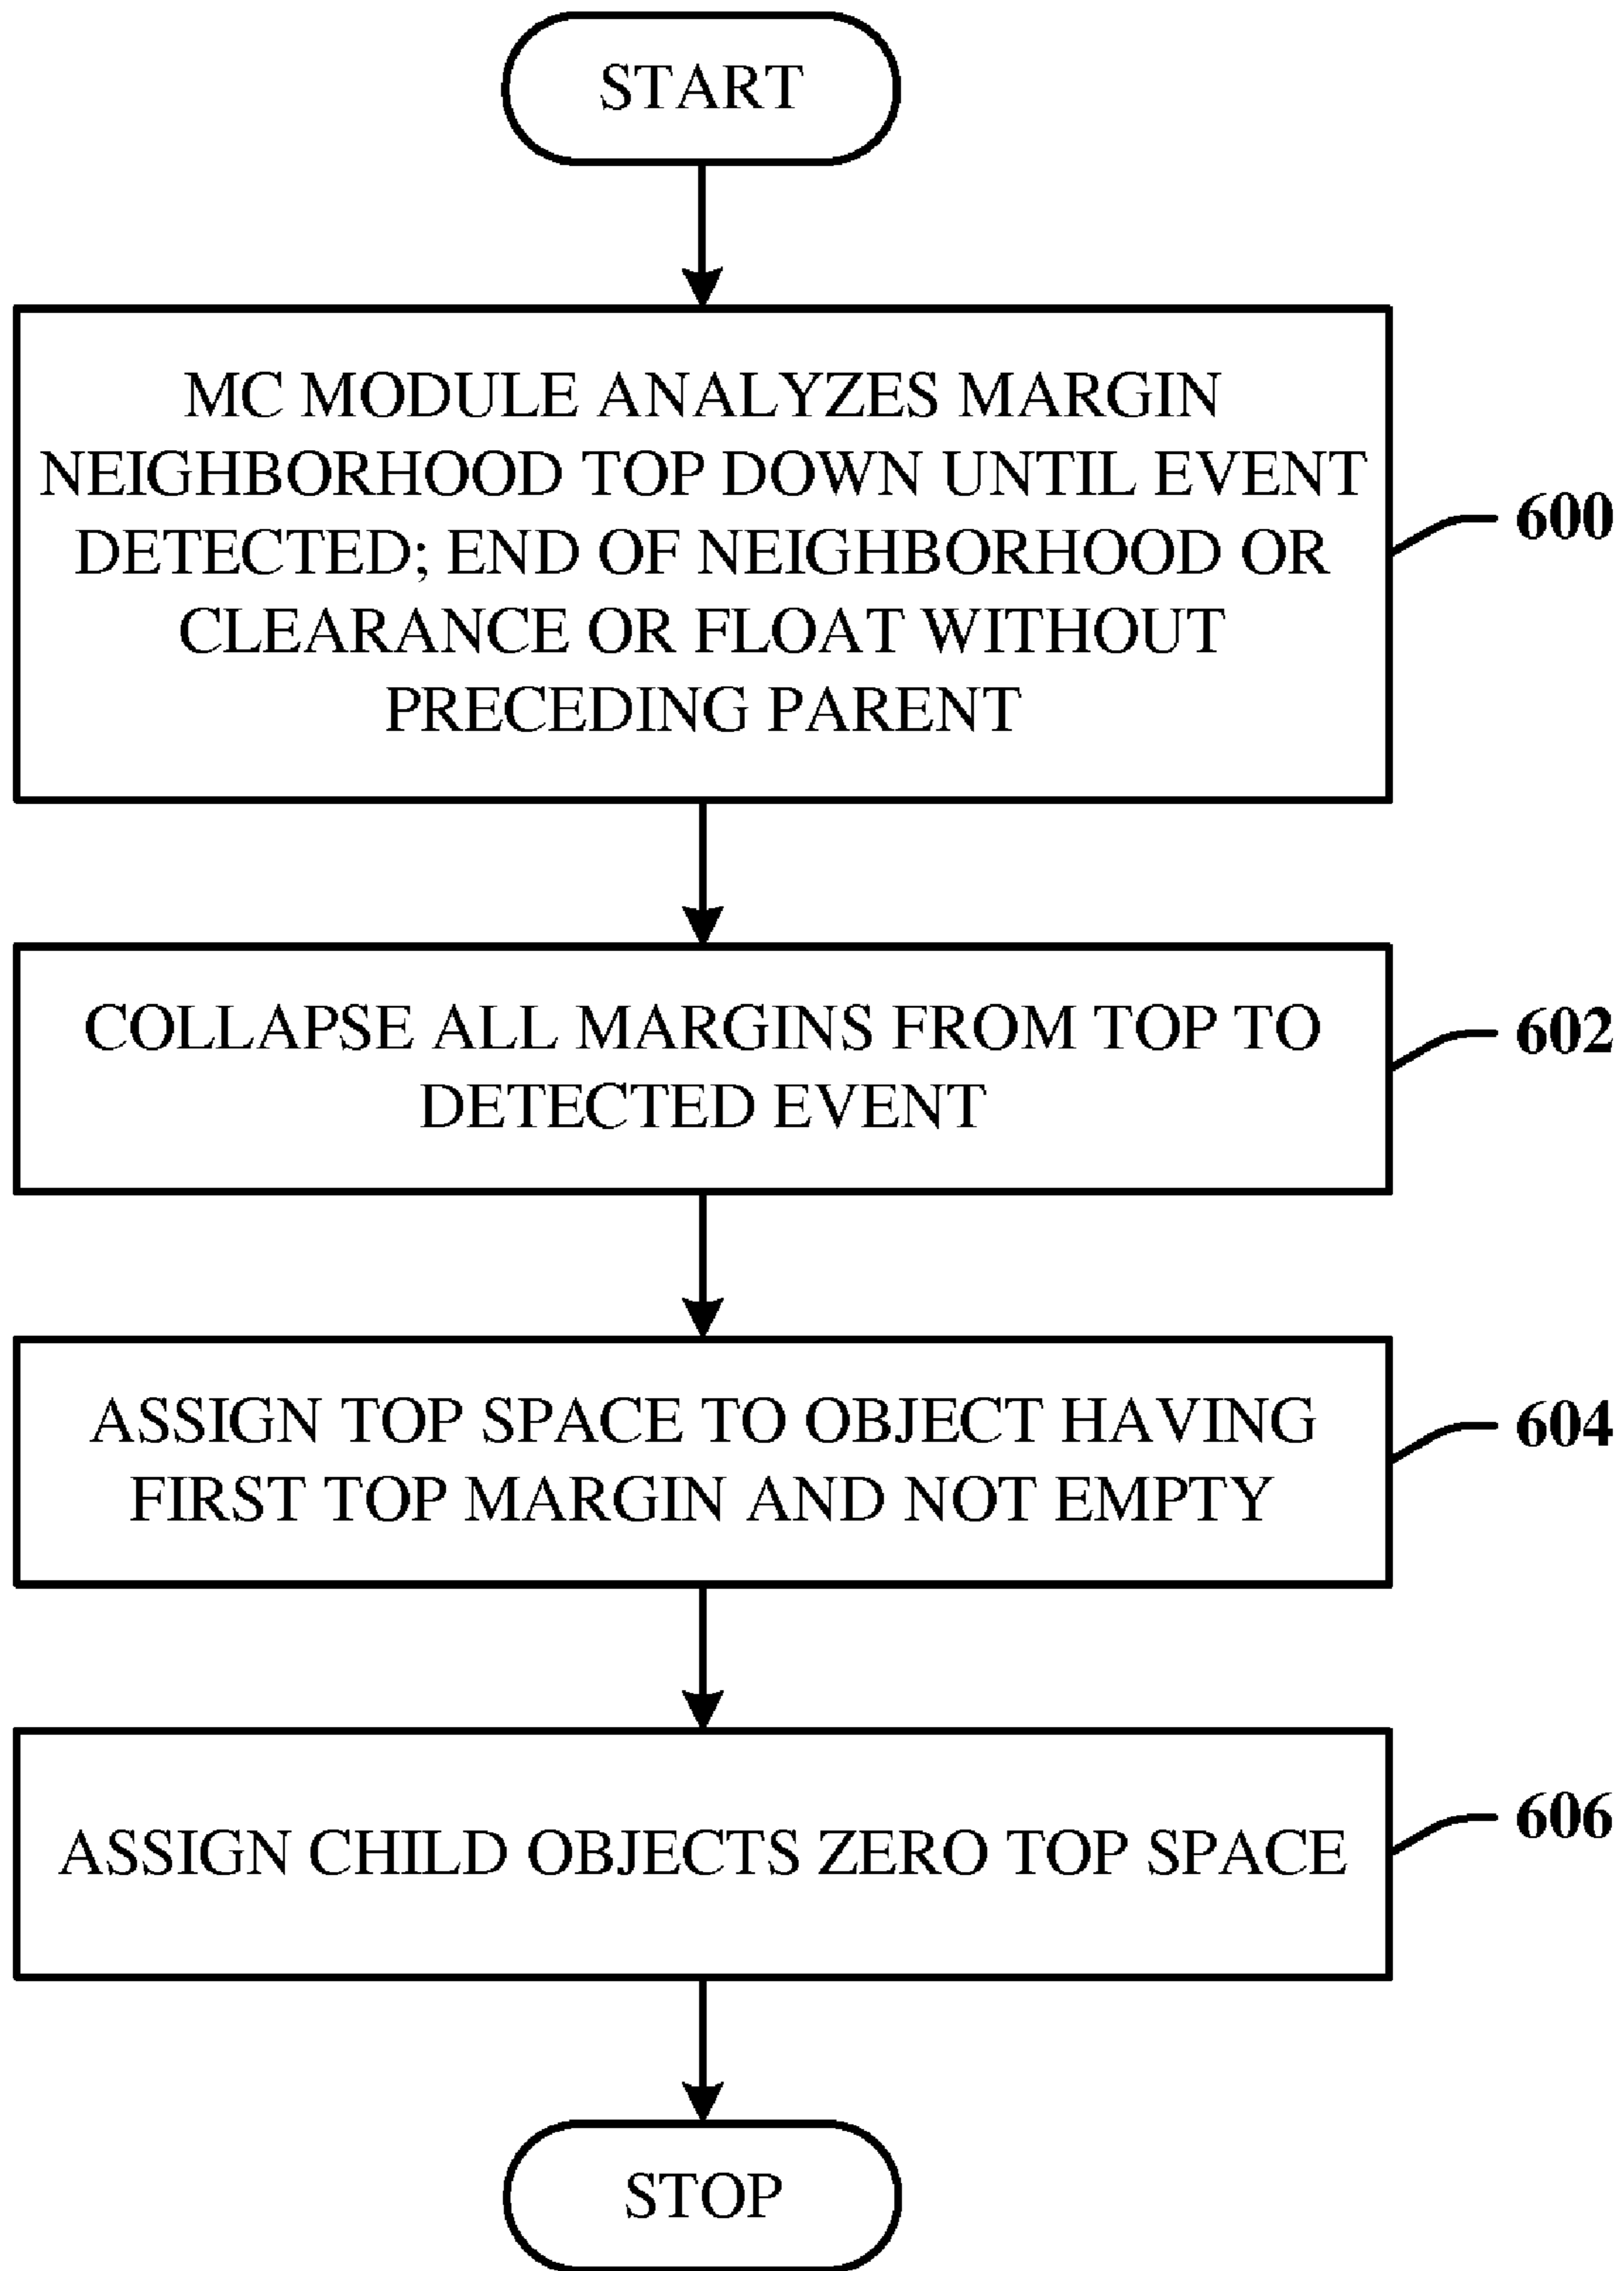 START
MC MODULE ANALYZES MARGIN
NEIGHBORHOOD TOP DOWN UNTIL EVENT
DETECTED; END OF NEIGHBORHOOD OR
CLEARANCE OR FLOAT WITHOUT
PRECEDING PARENT
600
COLLAPSE ALL MARGINS FROM TOP TO
DETECTED EVENT
602
ASSIGN TOP SPACE TO OBJECT HAVING
FIRST TOP MARGIN AND NOT EMPTY
604
ASSIGN CHILD OBJECTS ZERO TOP SPACE
606
STOP